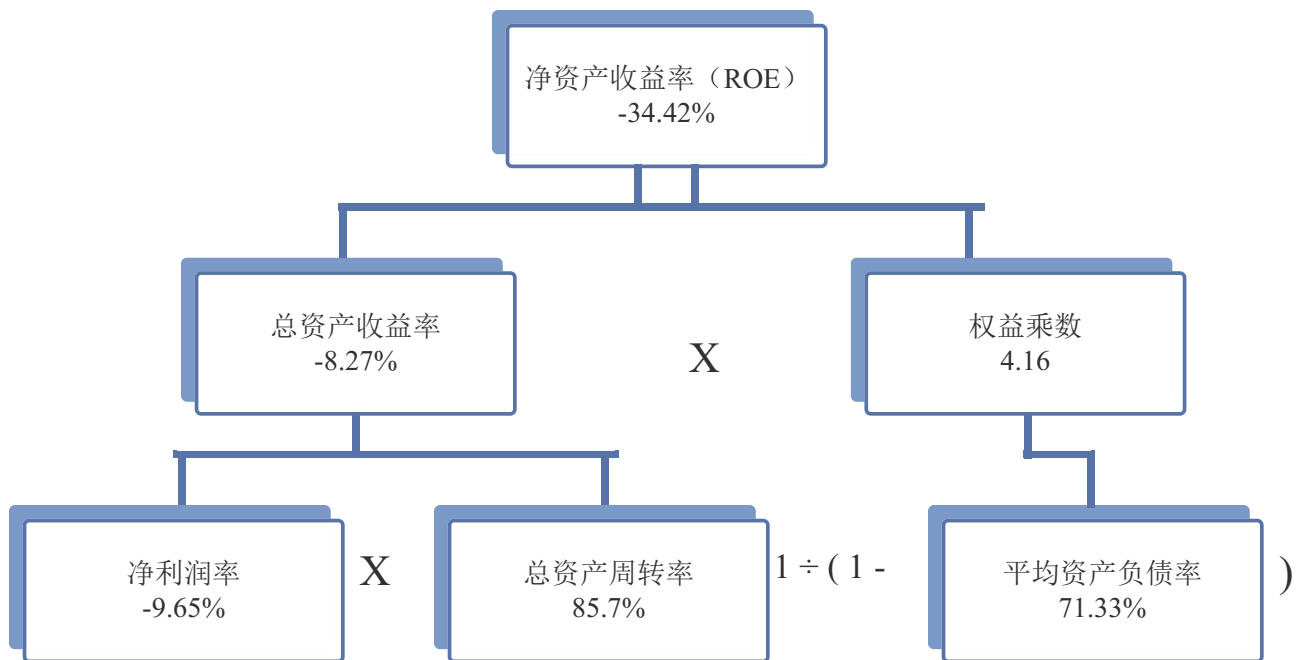 净资产收益率（ROE）
-34.42%
总资产收益率
-8.27%
X
权益乘数
4.16
净利润率
-9.65%
X
总资产周转率
85.7%
1 ÷ ( 1 -
平均资产负债率
71.33%
)